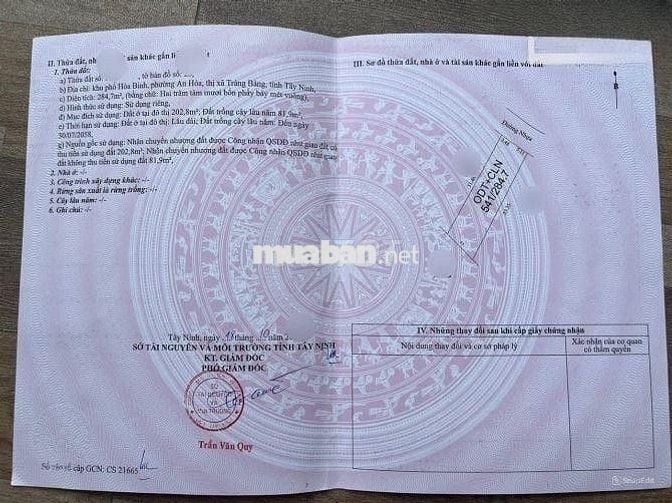 II. Thửa đất, nh sản khác gắn li t
1. Thửa đất:
a) Thửa đất số: , tờ bản đồ số:
b) Địa chỉ: khu phố Hòa Bình, phường An Hòa, thị xã Trảng Bàng, tỉnh Tây Ninh,
c) Diện tích: 284,7m², (bằng chữ: Hai trăm tám mươi bốn phẩy bảy mét vuông),
d) Hình thức sử dụng: Sử dụng riêng,
đ) Mục đích sử dụng: Đất ở tại đô thị 202,8m²; Đất trồng cây lâu năm 81,9m²,
e) Thời hạn sử dụng: Đất ở tại đô thị: Lâu dài; Đất trồng cây lâu năm: Đến ngày
30/07/2058,
g) Nguồn gốc sử dụng: Nhận chuyển nhượng đất được Công nhận QSDĐ như giao đất có
thu tiền sử dụng đất 202,8m²; Nhận chuyển nhượng đất được Công nhận QSDĐ như giao
đất không thu tiền sử dụng đất 81,9m².
2. Nhà ở: -/-
3. Công trình xây dựng khác: -/-
4. Rừng sản xuất là rừng trồng: -/-
5. Cây lâu năm: -/-
6. Ghi chú: -/-
Tây Ninh, ngày tháng 10 năm 2
SỞ TÀI NGUYÊN VÀ MÔI TRƯỜNG TỈNH TÂY NINH
KT. GIÁM ĐỐC
PHÓ GIÁM ĐỐC
SỞ
TÀI NGUYÊN
VÀ
MÔI TRƯỜNG
Trần Văn Quy
Số vào sổ cấp GCN: CS 21665
muaban.net
III. Sơ đồ thửa đất, nhà ở và tài sản khác gắn liền với đất
B
Đường Nhựa
ODT+CLN
541/284.7
IV. Những thay đổi sau khi cấp giấy chứng nhận
Nội dung thay đổi và cơ sở pháp lý
Xác nhận của cơ quan
có thẩm quyền
SnapEdit